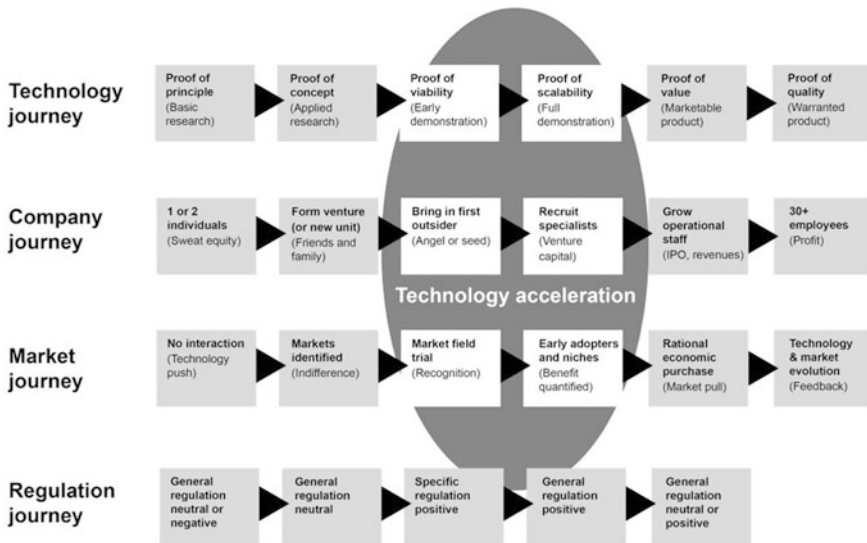 Technology
journey
Proof of
principle
(Basic
research)
Proof of
concept
(Applied
research)
Proof of
viability
(Early
demonstration)
Proof of
scalability
(Full
demonstration)
Proof of
value
(Marketable
product)
Proof of
quality
(Warranted
product)
Company
journey
1 or 2
individuals
(Sweat equity)
Form venture
(or new unit)
(Friends and
family)
Bring in first
outsider
(Angel or seed)
Recruit
specialists
(Venture
capital)
Grow
operational
staff
(IPO, revenues)
30+
employees
(Profit)
Technology acceleration
Market
journey
No interaction
(Technology
push)
Markets
identified
(Indifference)
Market field
trial
(Recognition)
Early adopters
and niches
(Benefit
quantified)
Rational
economic
purchase
(Market pull)
Technology
& market
evolution
(Feedback)
Regulation
journey
General
regulation
neutral or
negative
General
regulation
neutral
Specific
regulation
positive
General
regulation
positive
General
regulation
neutral or
positive